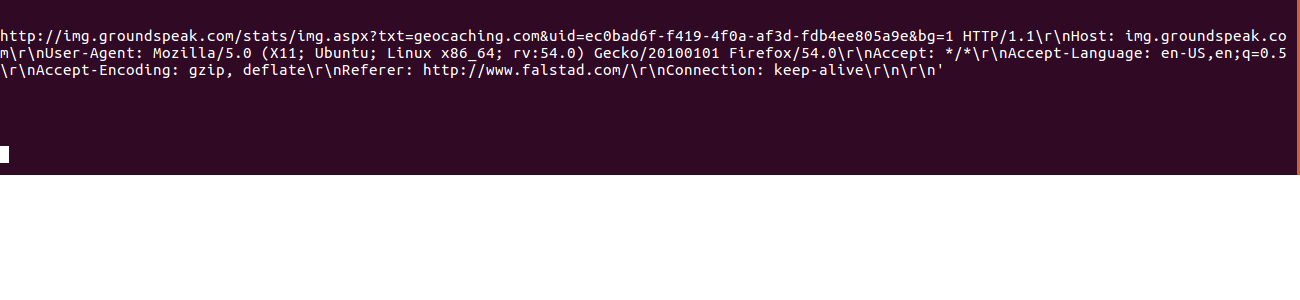 http://img.groundspeak.com/stats/img.aspx?txt=geocaching.com&uid=ec0bad6f-f419-4f0a-af3d-fdb4ee805a9e&bg=1 HTTP/1.1\r\nHost: img.groundspeak.co
m\r\nUser-Agent: Mozilla/5.0 (X11; Ubuntu; Linux x86_64; rv:54.0) Gecko/20100101 Firefox/54.0\r\nAccept: */*\r\nAccept-Language: en-US,en;q=0.5
\r\nAccept-Encoding: gzip, deflate\r\nReferer: http://www.falstad.com/\r\nConnection: keep-alive\r\n\r\n'